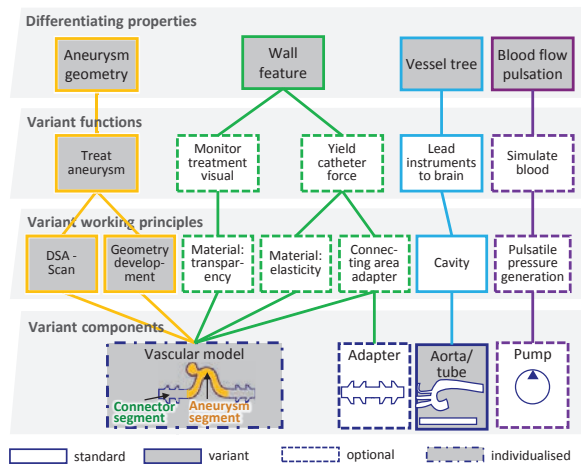 Differentiating properties
Aneurysm
geometry
Wall
feature
Vessel tree
Blood flow
pulsation
Variant functions
Treat
aneurysm
Monitor
treatment
visual
Yield
catheter
force
Lead
instruments
to brain
Simulate
blood
Variant working principles
DSA -
Scan
Geometry
develop-
ment
Material:
transpar-
ency
Material:
elasticity
Connec-
ting area
adapter
Cavity
Pulsatile
pressure
generation
Variant components
Vascular model
Connector
segment
Aneurysm
segment
Adapter
Aorta/
tube
Pump
standard
variant
optional
individualised